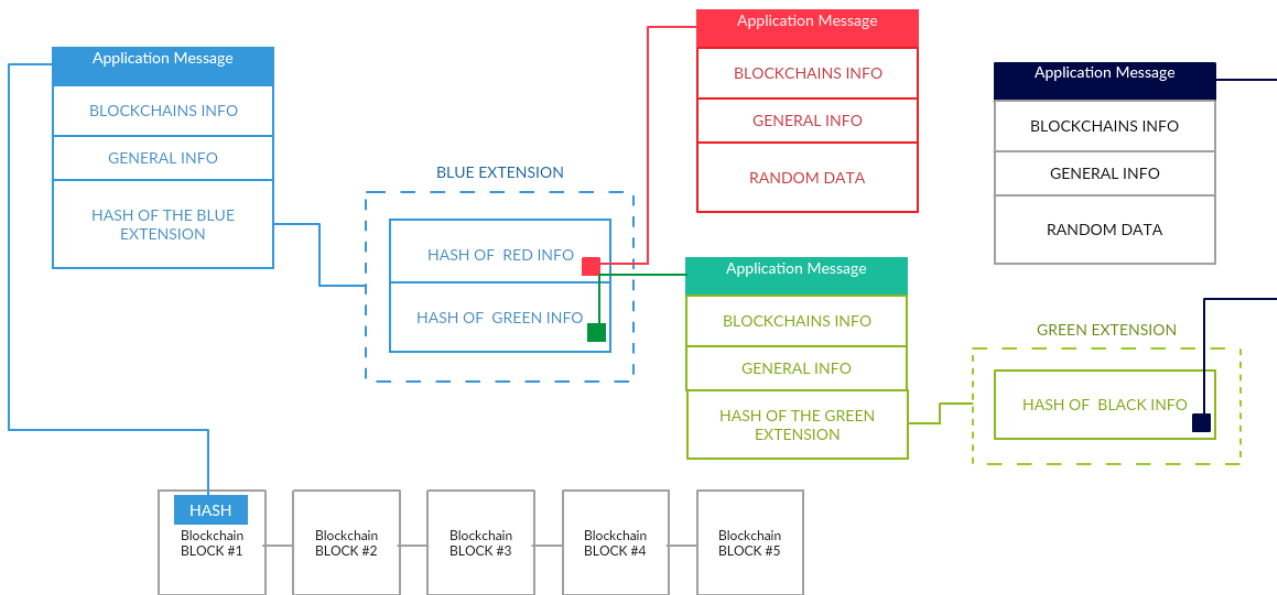 Application Message
BLOCKCHAINS INFO
GENERAL INFO
HASH OF THE BLUE
EXTENSION
BLUE EXTENSION
HASH OF RED INFO
HASH OF GREEN INFO
Application Message
BLOCKCHAINS INFO
GENERAL INFO
RANDOM DATA
Application Message
BLOCKCHAINS INFO
GENERAL INFO
HASH OF THE GREEN
EXTENSION
Application Message
BLOCKCHAINS INFO
GENERAL INFO
RANDOM DATA
GREEN EXTENSION
HASH OF BLACK INFO
HASH
Blockchain
BLOCK #1
Blockchain
BLOCK #2
Blockchain
BLOCK #3
Blockchain
BLOCK #4
Blockchain
BLOCK #5